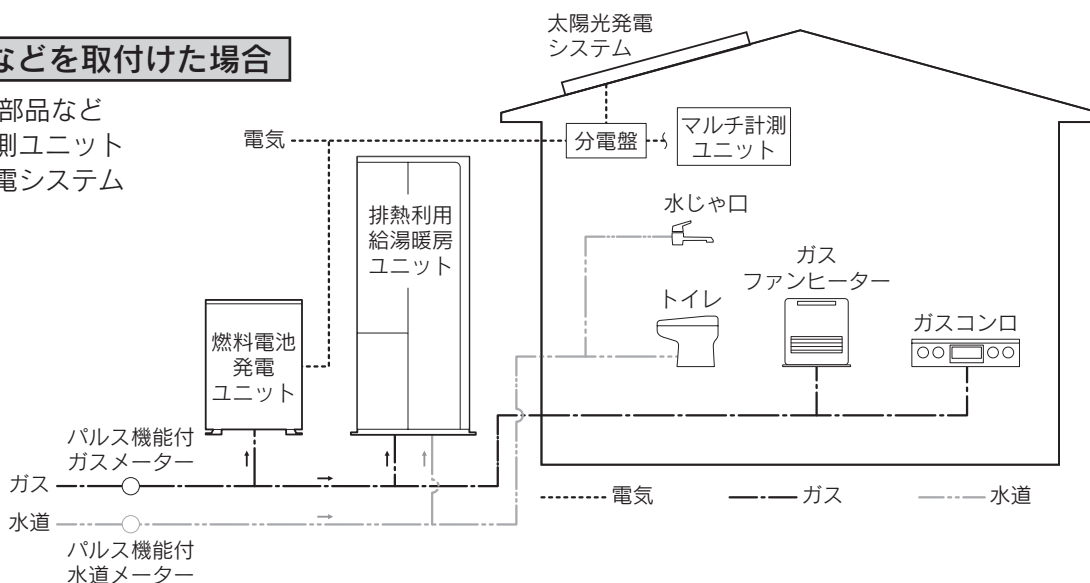 などを取付けた場合
部品など
測ユニット
電システム
太陽光発電
システム
電気
分電盤
マルチ計測
ユニット
排熱利用
給湯暖房
ユニット
水じゃ口
ガス
ファンヒーター
トイレ
ガスコンロ
燃料電池
発電
ユニット
パルス機能付
ガスメーター
ガス
水道
パルス機能付
水道メーター
電気
ガス
水道